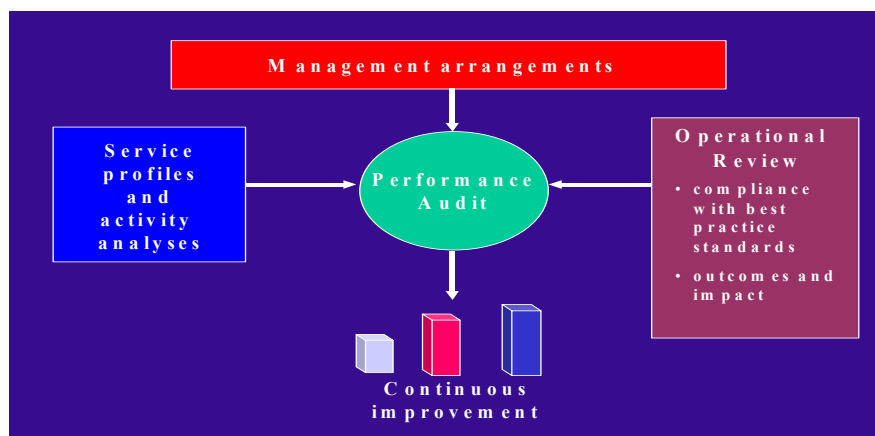 Management arrangements
Service
profiles
and
activity
analyses
Performance
Audit
Operational
Review
• compliance
with best
practice
standards
• outcomes and
impact
Continuous
improvement